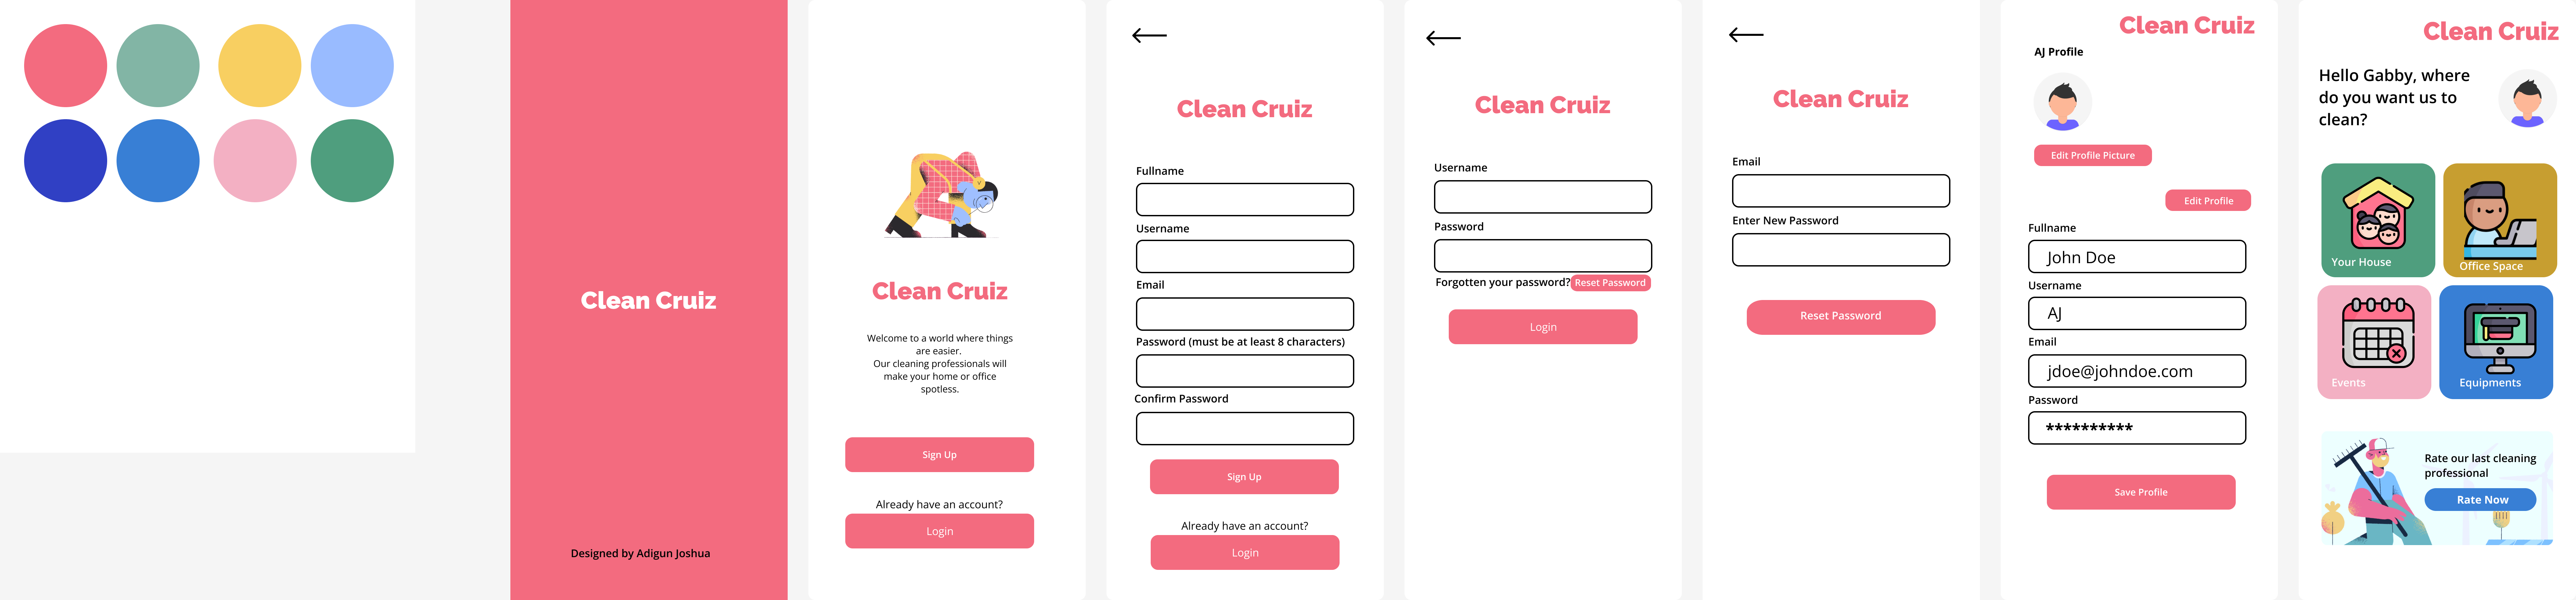 Clean Cruiz
Designed by Adigun Joshua
Clean Cruiz
Welcome to a world where things
are easier.
Our cleaning professionals will
make your home or office
spotless.
Sign Up
Already have an account?
Login
Clean Cruiz
Fullname
Username
Email
Password (must be at least 8 characters)
Confirm Password
Sign Up
Already have an account?
Login
Clean Cruiz
Username
Password
Forgotten your password? Reset Password
Login
Clean Cruiz
Email
Enter New Password
Reset Password
Clean Cruiz
AJ Profile
Edit Profile Picture
Edit Profile
Fullname
John Doe
Username
AJ
Email
jdoe@johndoe.com
Password
**********
Save Profile
Clean Cruiz
Hello Gabby, where
do you want us to
clean?
Your House
Office Space
Events
Equipments
Rate our last cleaning
professional
Rate Now